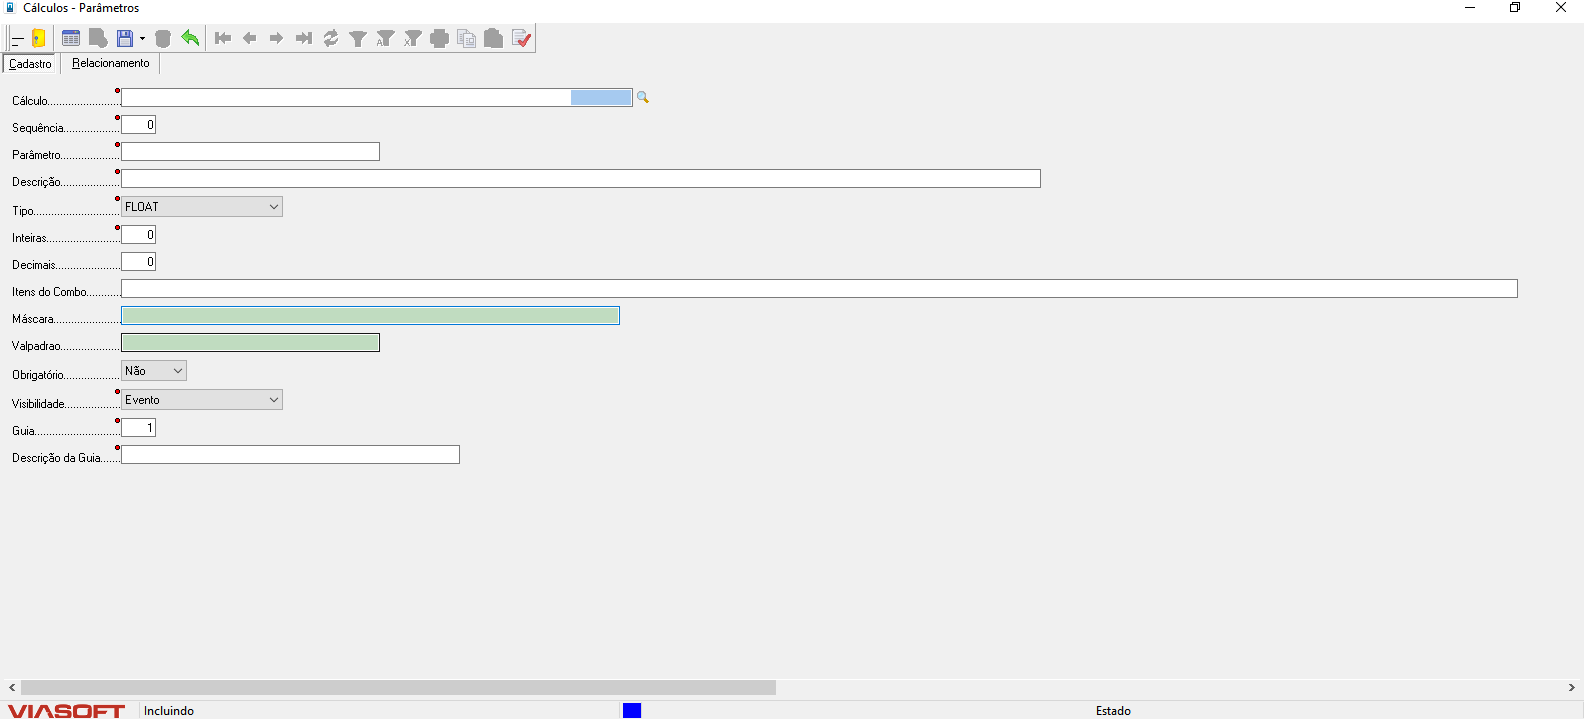 Cálculos - Parâmetros
Cadastro Relacionamento
Cálculo.......................
Sequência.................. 0
Parâmetro...................
Descrição...................
Tipo........................... FLOAT
Inteiras........................ 0
Decimais..................... 0
Itens do Combo...........
Máscara.....................
Valpadrao...................
Obrigatório.................. Não
Visibilidade.................. Evento
Guia........................... 1
Descrição da Guia......
VIASOFT Incluindo Estado